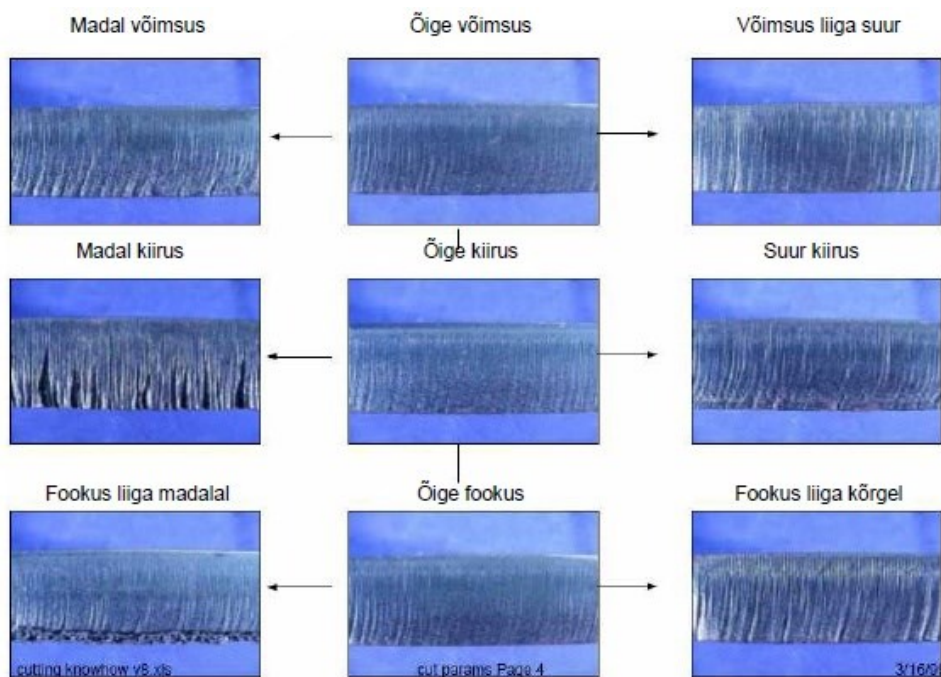 Madal võimsus
Õige võimsus
Võimsus liiga suur
Madal kiirus
Õige kiirus
Suur kiirus
Fookus liiga madalal
Õige fookus
Fookus liiga kõrgel
cutting knowhow v8.xls
cut params Page 4